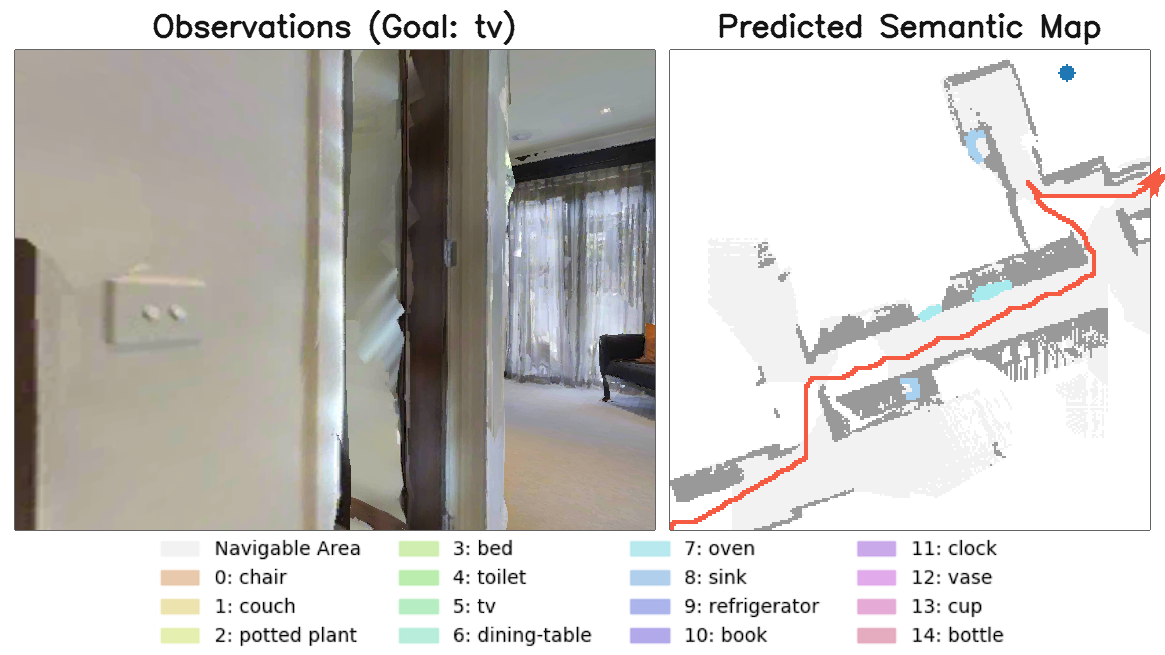 Observations (Goal: tv)
Predicted Semantic Map
Navigable Area
0: chair
1: couch
2: potted plant
3: bed
4: toilet
5: tv
6: dining-table
7: oven
8: sink
9: refrigerator
10: book
11: clock
12: vase
13: cup
14: bottle